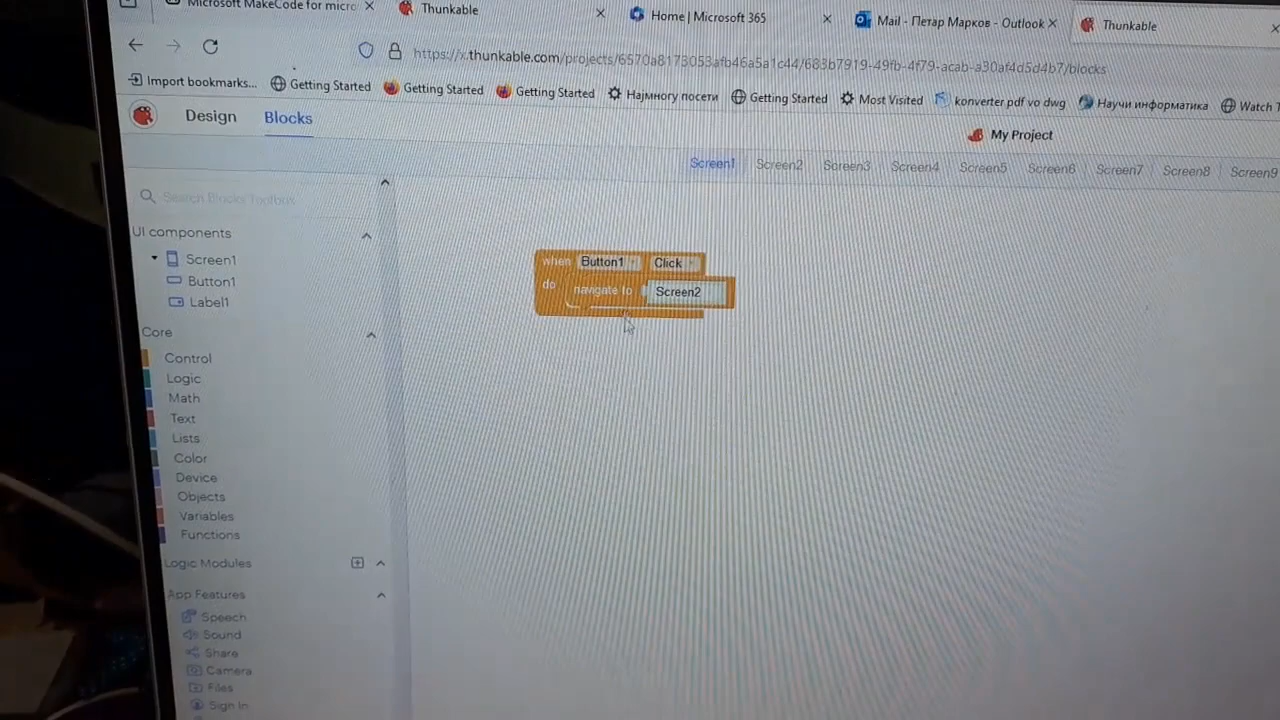 Microsoft MakeCode for micro
Thunkable
Home | Microsoft 365
Mail - Петар Марков - Outlook
Thunkable
https://x.thunkable.com/projects/6570a8173053afb46a5a1c44/683b7919-49fb-4f79-acab-a30af4d5d4b7/blocks
Import bookmarks...
Getting Started
Getting Started
Getting Started
Најмногу посети
Getting Started
Most Visited
konverter pdf vo dwg
Научи информатика
Watch
Design
Blocks
My Project
Screen1
Screen2
Screen3
Screen4
Screen5
Screen6
Screen7
Screen8
Screen9
Search Blocks Toolbox
UI components
Screen1
Button1
Label1
Core
Control
Logic
Math
Text
Lists
Color
Device
Objects
Variables
Functions
Logic Modules
App Features
Speech
Sound
Share
Camera
Files
Sign In
when Button1 Click
do navigate to Screen2